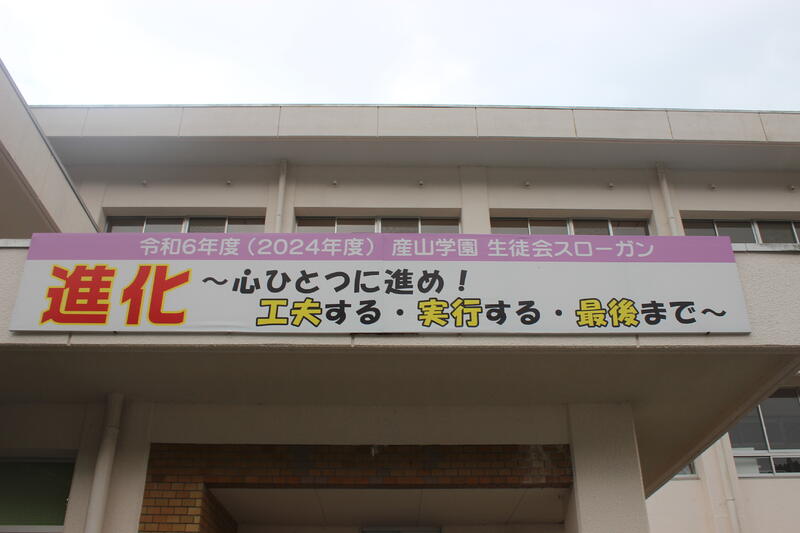 令和6年度（2024年度） 産山学園 生徒会スローガン
進化 ～心ひとつに進め！
工夫する・実行する・最後まで～